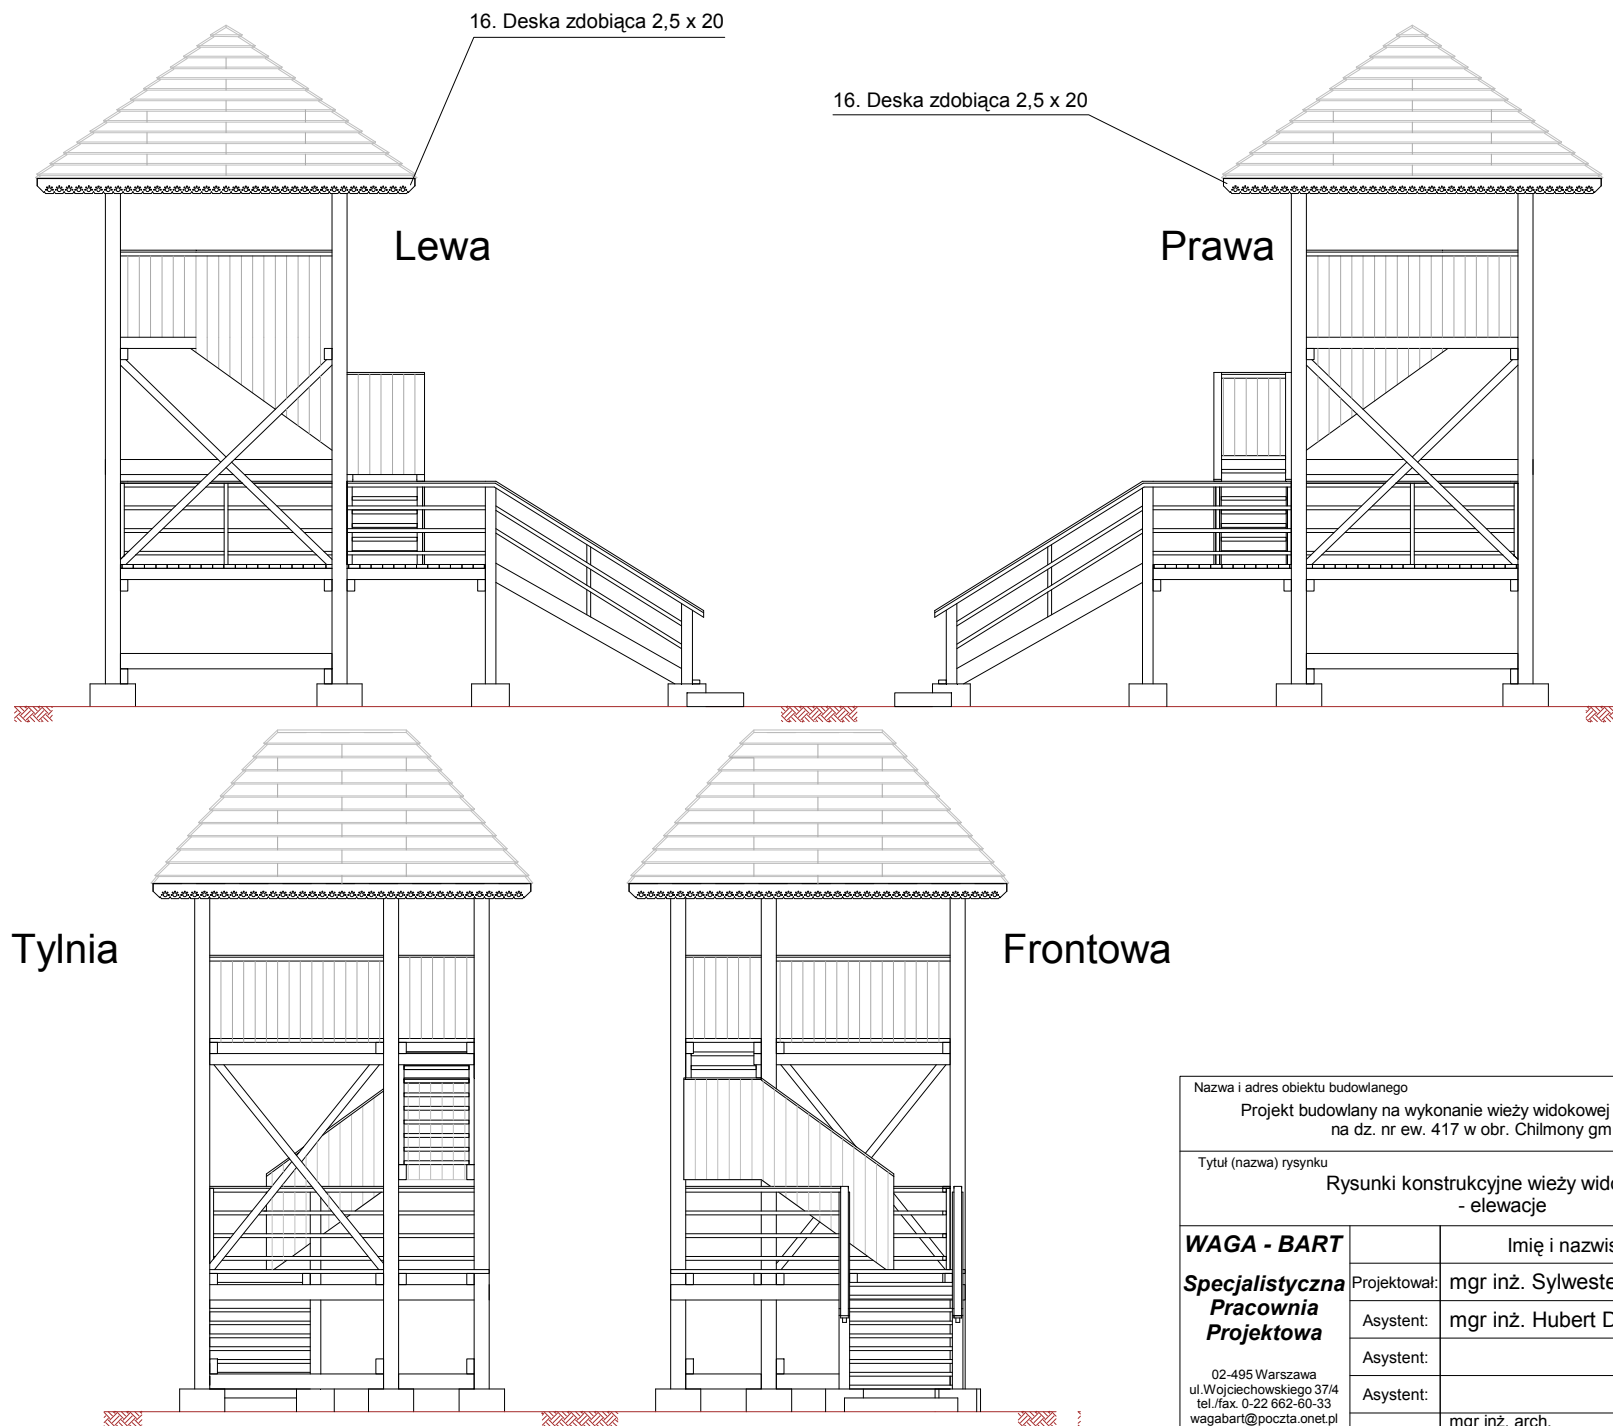 16. Deska zdobiąca 2,5 x 20
16. Deska zdobiąca 2,5 x 20
Lewa
Prawa
Tylnia
Frontowa
Nazwa i adres obiektu budowlanego
Projekt budowlany na wykonanie wieży widokowej
na dz. nr ew. 417 w obr. Chilmony gm
Tytuł (nazwa) rysynku
Rysunki konstrukcyjne wieży wido
- elewacje
WAGA - BART
Specjalistyczna
Pracownia
Projektowa
02-495 Warszawa
ul.Wojciechowskiego 37/4
tel./fax. 0-22 662-60-33
wagabart@poczta.onet.pl
Imię i nazwis
Projektował: mgr inż. Sylweste
Asystent: mgr inż. Hubert D
Asystent:
Asystent:
mgr inż. arch.